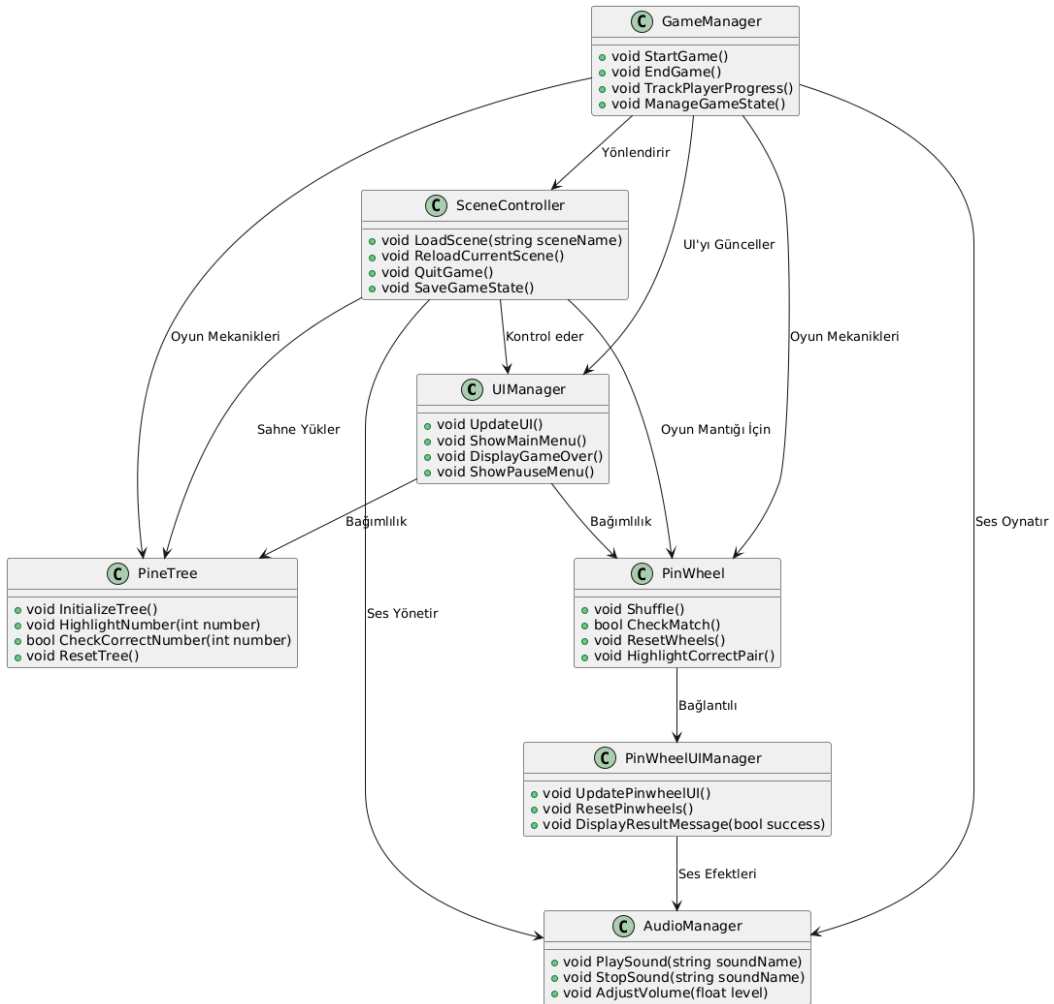 C GameManager
void StartGame()
void EndGame()
void TrackPlayerProgress()
void ManageGameState()
Yönlendirir
C SceneController
void LoadScene(string sceneName)
void ReloadCurrentScene()
void QuitGame()
void SaveGameState()
UI'yı Günceller
Oyun Mekanikleri
Kontrol eder
Oyun Mekanikleri
C UIManager
void UpdateUI()
void ShowMainMenu()
void DisplayGameOver()
void ShowPauseMenu()
Sahne Yükler
Oyun Mantığı İçin
Bağımlılık
Bağımlılık
Ses Oynatır
C PineTree
void InitializeTree()
void HighlightNumber(int number)
bool CheckCorrectNumber(int number)
void ResetTree()
Ses Yönetir
C PinWheel
void Shuffle()
bool CheckMatch()
void ResetWheels()
void HighlightCorrectPair()
Bağlantılı
C PinWheelUIManager
void UpdatePinwheelUI()
void ResetPinwheels()
void DisplayResultMessage(bool success)
Ses Efektleri
C AudioManager
void PlaySound(string soundName)
void StopSound(string soundName)
void AdjustVolume(float level)